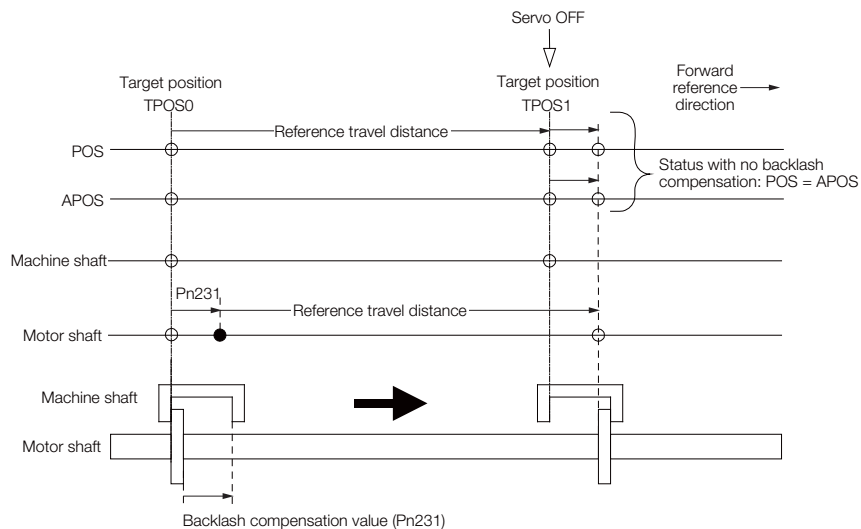 Servo OFF
Target position
TPOS0
Target position
TPOS1
Forward
reference
direction
Reference travel distance
POS
Status with no backlash
compensation: POS = APOS
APOS
Machine shaft
Pn231
Reference travel distance
Motor shaft
Machine shaft
Motor shaft
Backlash compensation value (Pn231)